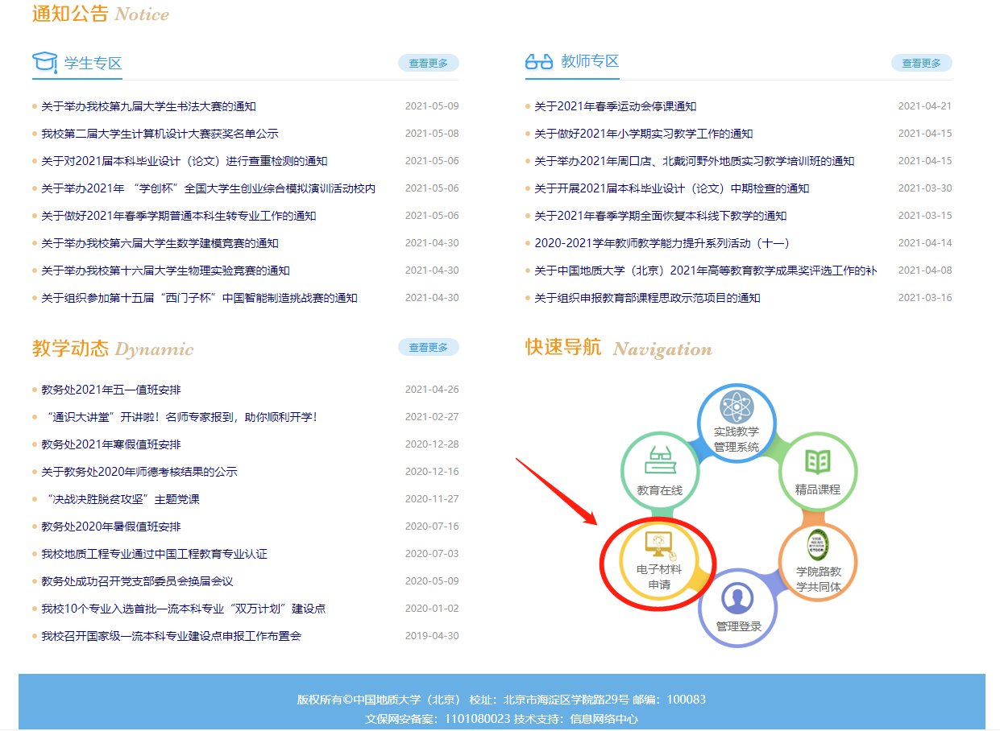 通知公告 Notice
学生专区 查看更多
关于举办我校第九届大学生书法大赛的通知 2021-05-09
我校第二届大学生计算机设计大赛获奖名单公示 2021-05-08
关于对2021届本科毕业设计（论文）进行查重检测的通知 2021-05-06
关于举办2021年 “学创杯”全国大学生创业综合模拟演训活动校内 2021-05-06
关于做好2021年春季学期普通本科生转专业工作的通知 2021-05-06
关于举办我校第六届大学生数学建模竞赛的通知 2021-04-30
关于举办我校第十六届大学生物理实验竞赛的通知 2021-04-30
关于组织参加第十五届“西门子杯”中国智能制造挑战赛的通知 2021-04-30
教师专区 查看更多
关于2021年春季运动会停课通知 2021-04-21
关于做好2021年小学期实习教学工作的通知 2021-04-15
关于举办2021年周口店、北戴河野外地质实习教学培训班的通知 2021-04-15
关于开展2021届本科毕业设计（论文）中期检查的通知 2021-03-30
关于2021年春季学期全面恢复本科线下教学的通知 2021-03-15
2020-2021学年教师教学能力提升系列活动（十一） 2021-04-14
关于中国地质大学（北京）2021年高等教育教学成果奖评选工作的补 2021-04-08
关于组织申报教育部课程思政示范项目的通知 2021-03-16
教学动态 Dynamic 查看更多
教务处2021年五一值班安排 2021-04-26
“通识大讲堂”开讲啦！名师专家报到，助你顺利开学！ 2021-02-27
教务处2021年寒假值班安排 2020-12-28
关于教务处2020年师德考核结果的公示 2020-12-16
“决战决胜脱贫攻坚”主题党课 2020-11-27
教务处2020年暑假值班安排 2020-07-16
我校地质工程专业通过中国工程教育专业认证 2020-07-03
教务处成功召开党支部委员会换届会议 2020-05-09
我校10个专业入选首批一流本科专业“双万计划”建设点 2020-01-02
我校召开国家级一流本科专业建设点申报工作布置会 2019-04-30
快速导航 Navigation
实践教学
管理系统
教育在线
精品课程
电子材料
申请
学院路教
学共同体
管理登录
版权所有©中国地质大学（北京） 校址：北京市海淀区学院路29号 邮编：100083
文保网安备案：1101080023 技术支持：信息网络中心